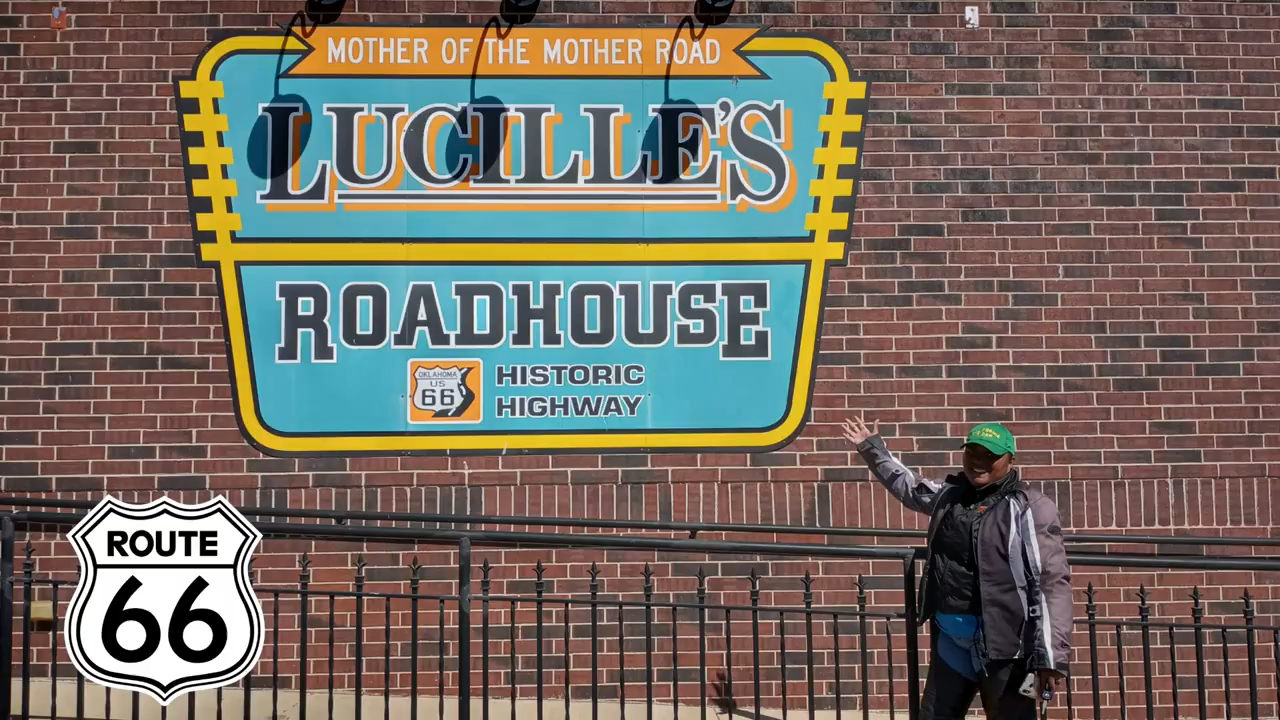 MOTHER OF THE MOTHER ROAD
LUCILLE'S
ROADHOUSE
OKLAHOMA
US
66
HISTORIC
HIGHWAY
ROUTE
66